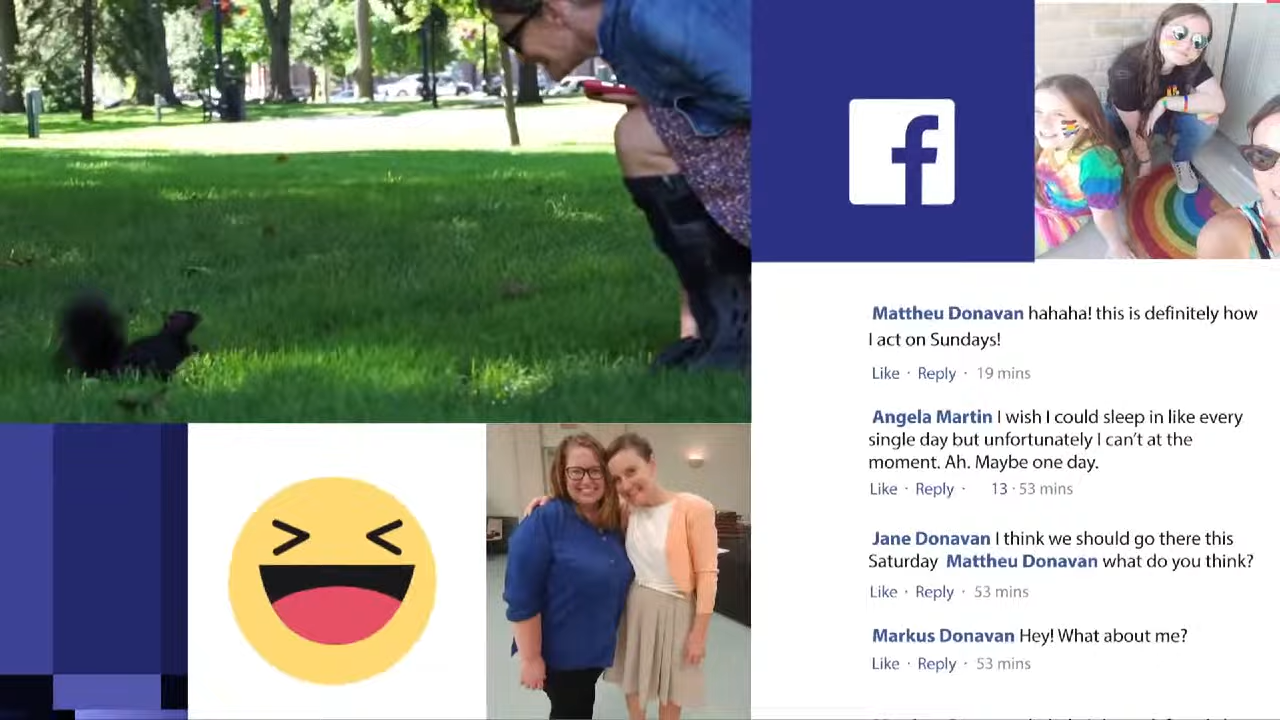 f
Mattheu Donavan hahaha! this is definitely how
I act on Sundays!
Like · Reply · 19 mins
Angela Martin I wish I could sleep in like every
single day but unfortunately I can't at the
moment. Ah. Maybe one day.
Like · Reply · 13 · 53 mins
Jane Donavan I think we should go there this
Saturday Mattheu Donavan what do you think?
Like · Reply · 53 mins
Markus Donavan Hey! What about me?
Like · Reply · 53 mins